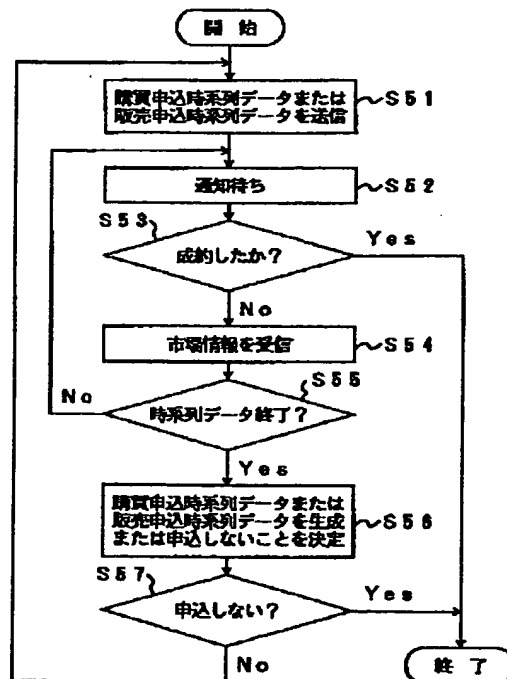 開始
購買申込時系列データまたは
販売申込時系列データを送信
S51
通知待ち
S52
S53
成約したか?
Yes
No
市場情報を受信
S54
S55
No
時系列データ終了?
Yes
購買申込時系列データまたは
販売申込時系列データを生成
または申込しないことを決定
S56
S57
申込しない?
Yes
No
終了